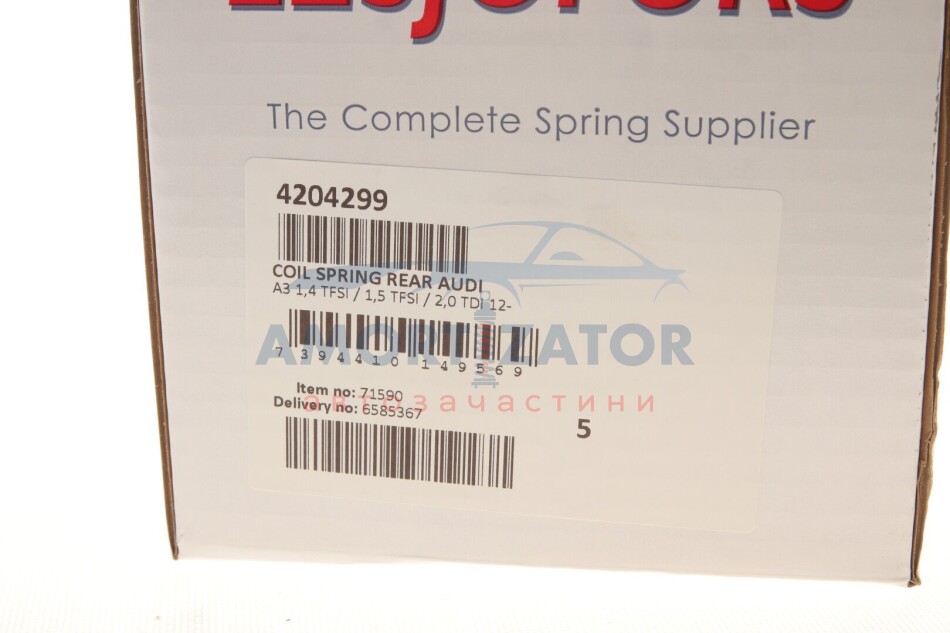 LESJÖFORS
The Complete Spring Supplier
4204299
COIL SPRING REAR AUDI
A3 1,4 TFSI / 1,5 TFSI / 2,0 TDi 12-
AMORTIZATOR
7 394410 149569
Item no: 71590
автозапчастини
Delivery no: 6585367
5